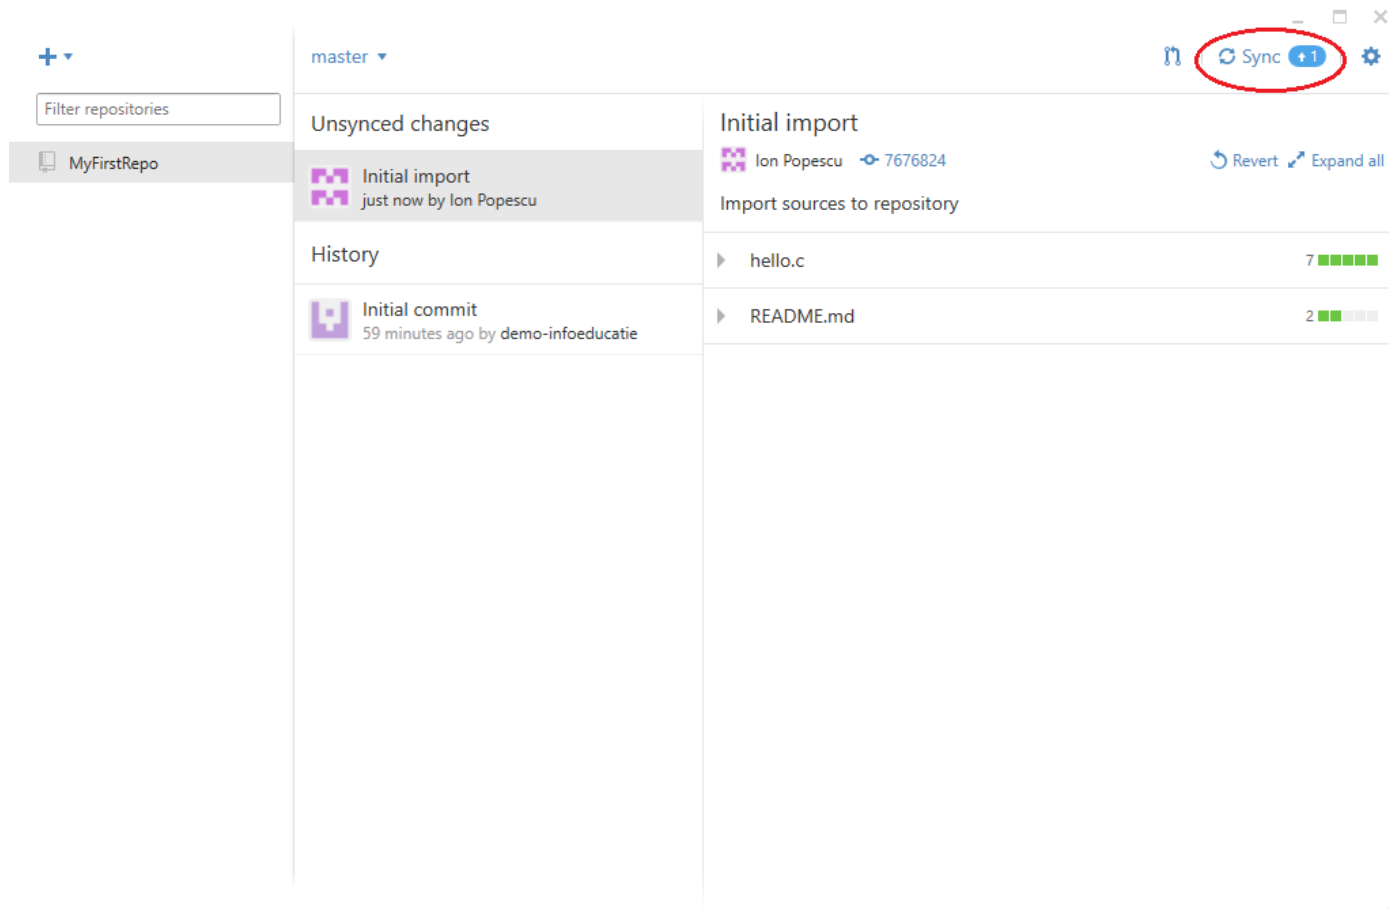 master
Sync 1
Filter repositories
MyFirstRepo
Unsynced changes
Initial import
just now by Ion Popescu
History
Initial commit
59 minutes ago by demo-infoeducatie
Initial import
Ion Popescu 7676824
Revert Expand all
Import sources to repository
hello.c 7
README.md 2